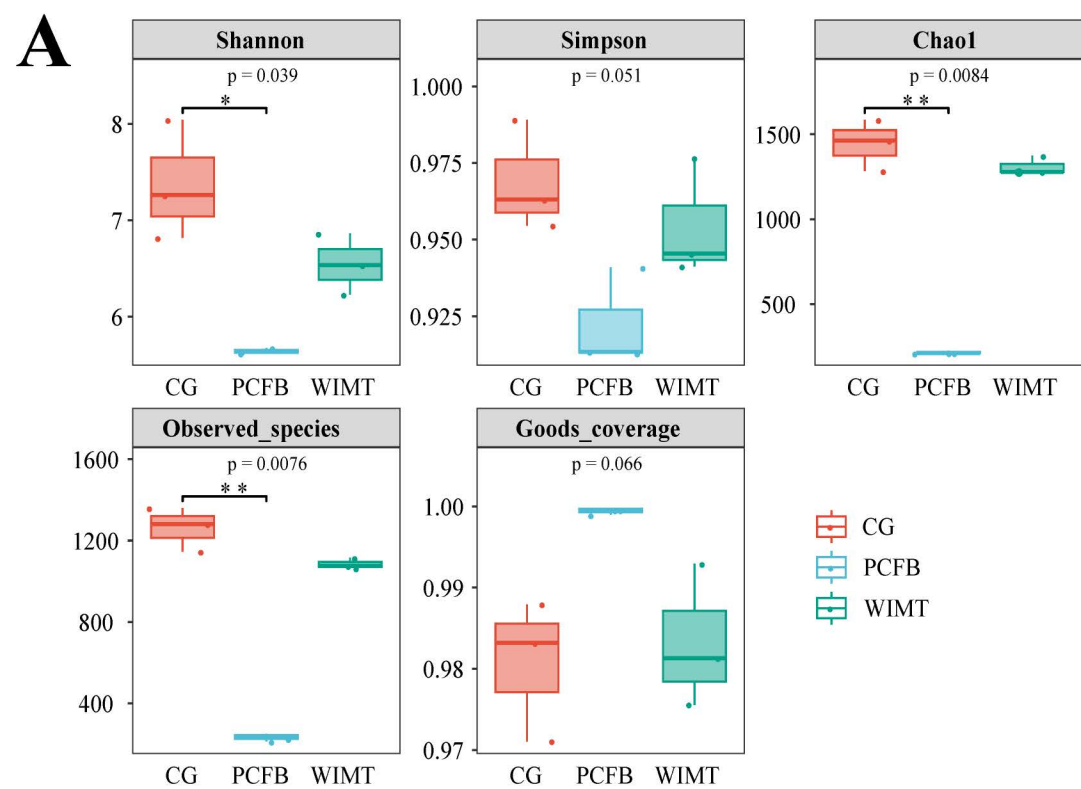 A
Shannon
p = 0.039
*
8
7
6
CG PCFB WIMT
Simpson
p = 0.051
1.000
0.975
0.950
0.925
CG PCFB WIMT
Chao1
p = 0.0084
**
1500
1000
500
CG PCFB WIMT
Observed_species
p = 0.0076
**
1600
1200
800
400
CG PCFB WIMT
Goods_coverage
p = 0.066
1.00
0.99
0.98
0.97
CG PCFB WIMT
CG
PCFB
WIMT